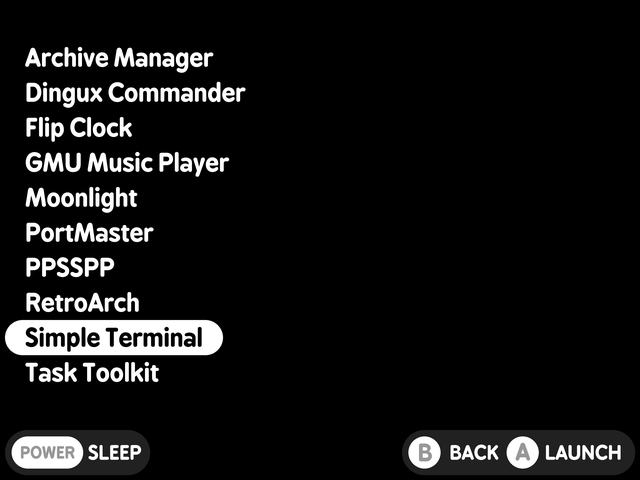 Archive Manager
Dingux Commander
Flip Clock
GMU Music Player
Moonlight
PortMaster
PPSSPP
RetroArch
Simple Terminal
Task Toolkit
POWER SLEEP B BACK A LAUNCH